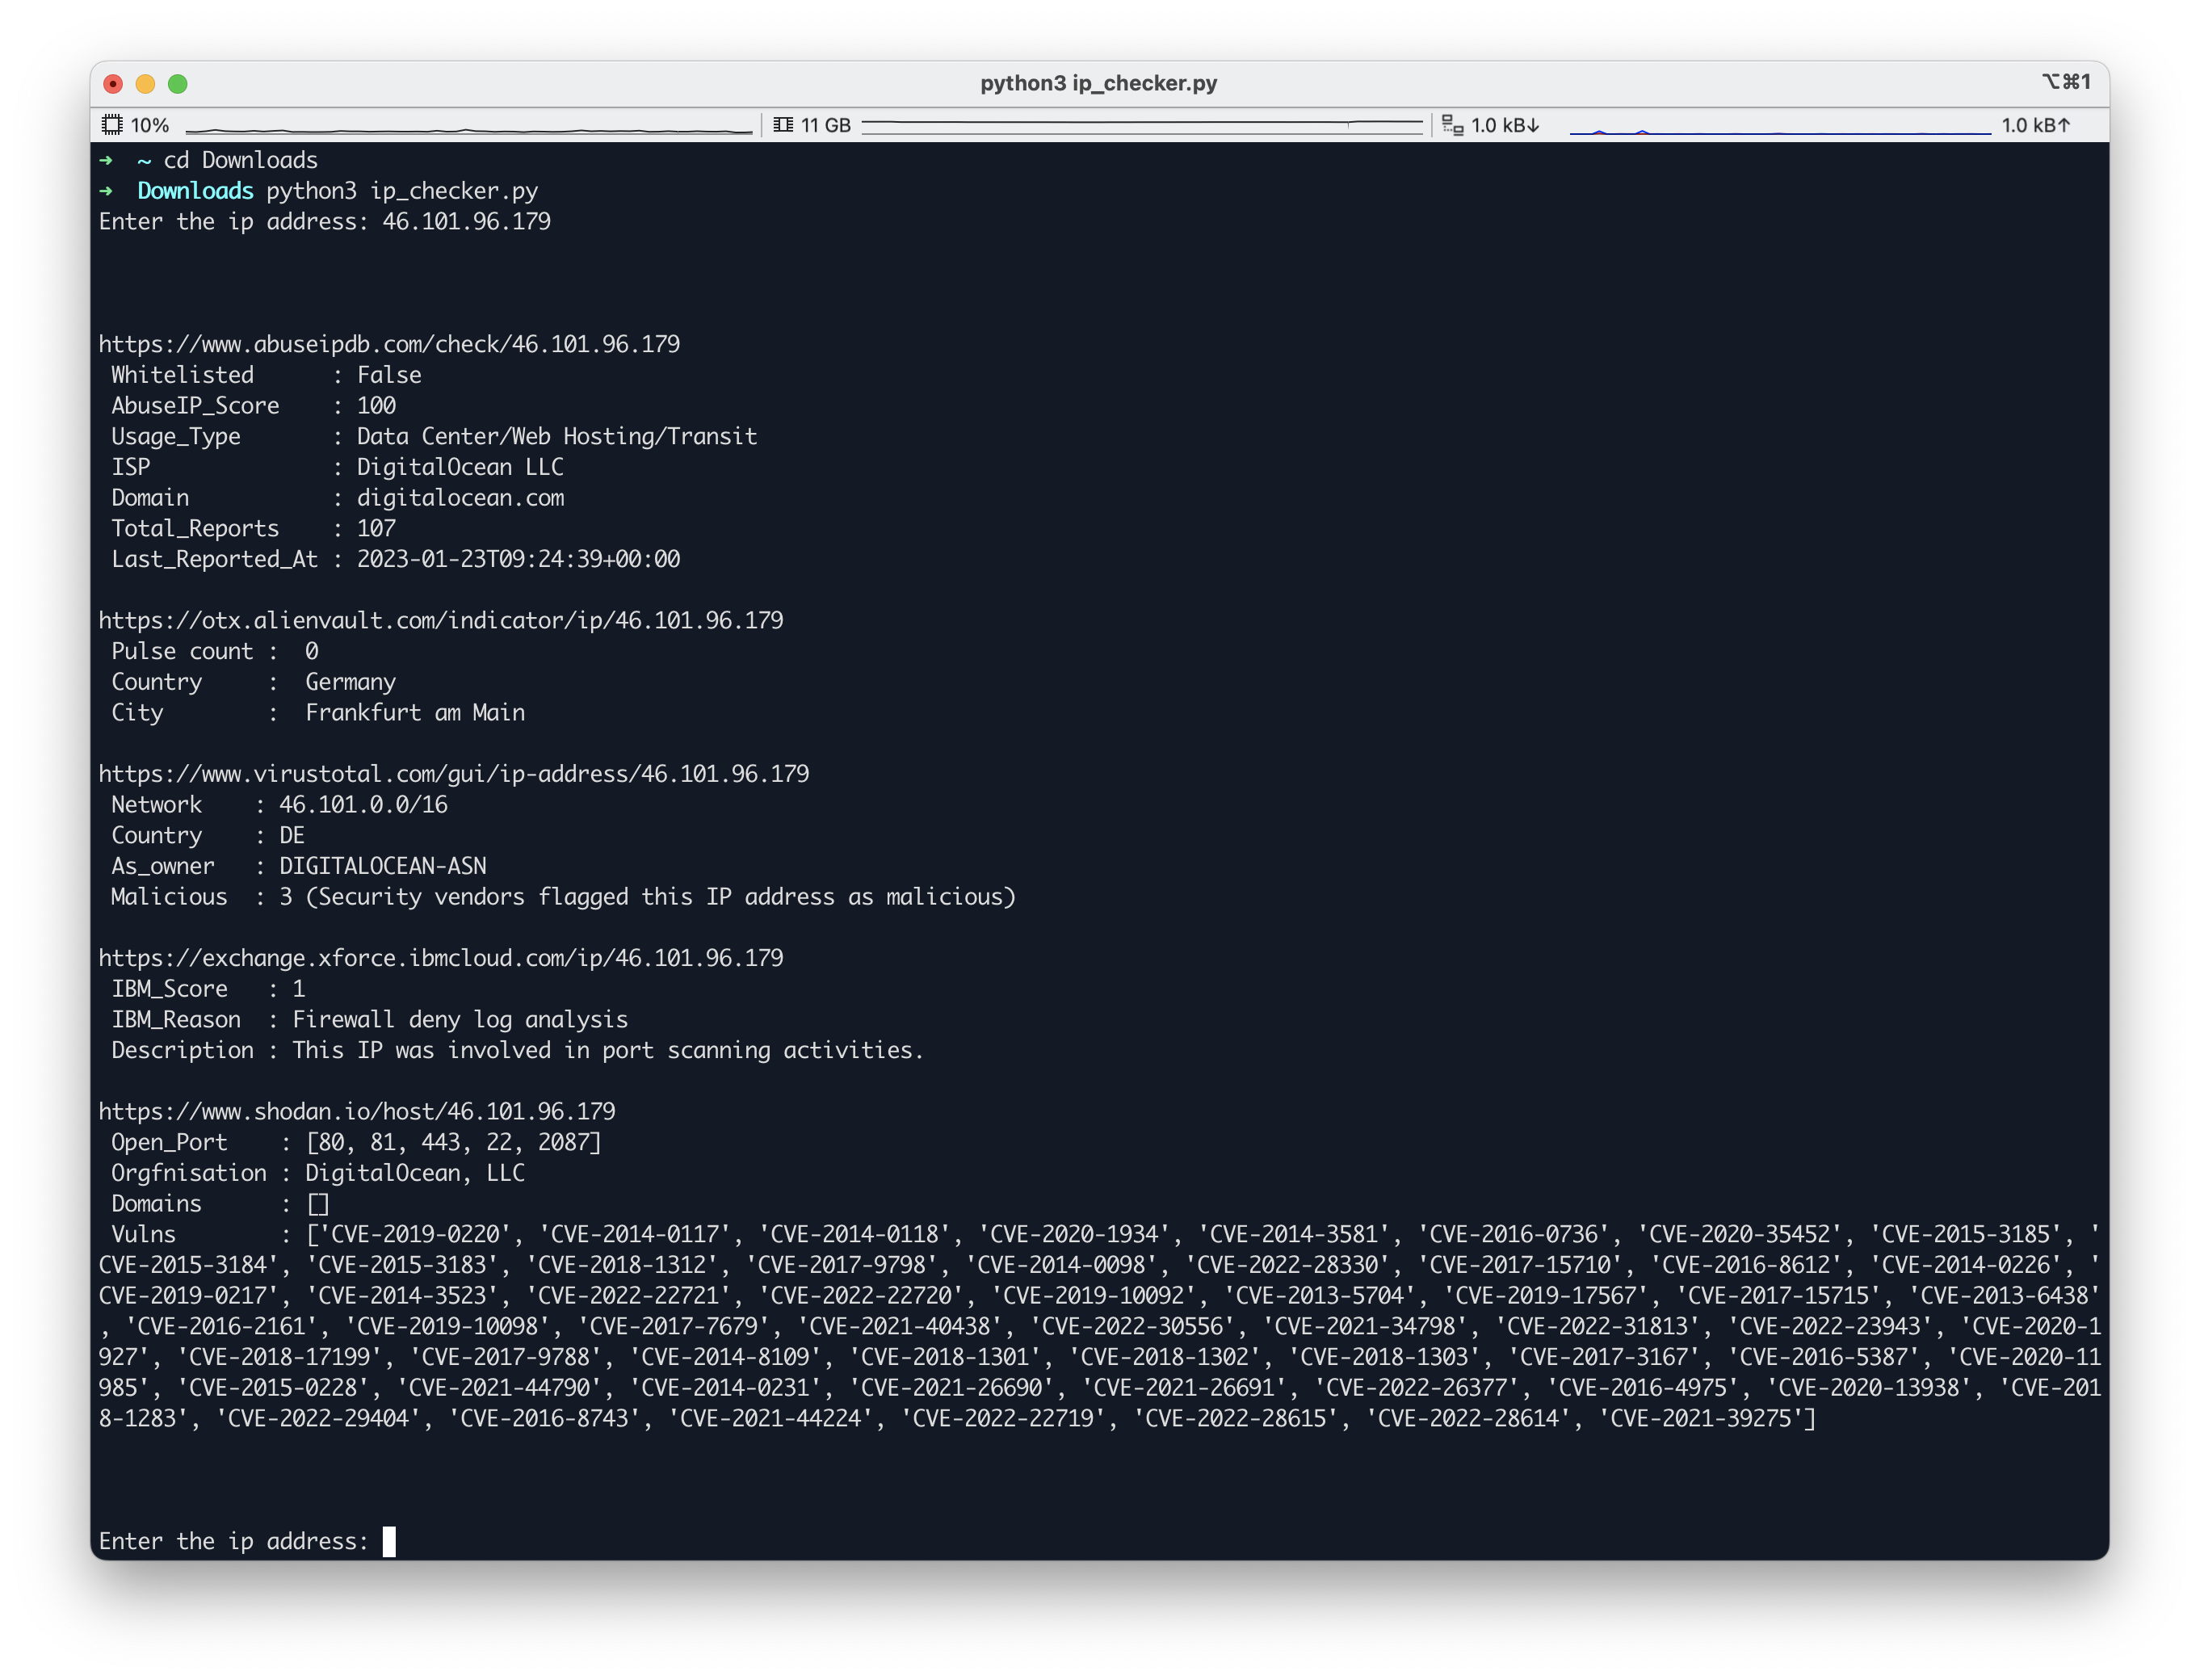 python3 ip_checker.py
⌥⌘1
10%
11 GB
1.0 kB↓
1.0 kB↑
➜ ~ cd Downloads
➜ Downloads python3 ip_checker.py
Enter the ip address: 46.101.96.179
https://www.abuseipdb.com/check/46.101.96.179
Whitelisted : False
AbuseIP_Score : 100
Usage_Type : Data Center/Web Hosting/Transit
ISP : DigitalOcean LLC
Domain : digitalocean.com
Total_Reports : 107
Last_Reported_At : 2023-01-23T09:24:39+00:00
https://otx.alienvault.com/indicator/ip/46.101.96.179
Pulse count : 0
Country : Germany
City : Frankfurt am Main
https://www.virustotal.com/gui/ip-address/46.101.96.179
Network : 46.101.0.0/16
Country : DE
As_owner : DIGITALOCEAN-ASN
Malicious : 3 (Security vendors flagged this IP address as malicious)
https://exchange.xforce.ibmcloud.com/ip/46.101.96.179
IBM_Score : 1
IBM_Reason : Firewall deny log analysis
Description : This IP was involved in port scanning activities.
https://www.shodan.io/host/46.101.96.179
Open_Port : [80, 81, 443, 22, 2087]
Orgfnisation : DigitalOcean, LLC
Domains : []
Vulns : ['CVE-2019-0220', 'CVE-2014-0117', 'CVE-2014-0118', 'CVE-2020-1934', 'CVE-2014-3581', 'CVE-2016-0736', 'CVE-2020-35452', 'CVE-2015-3185', '
CVE-2015-3184', 'CVE-2015-3183', 'CVE-2018-1312', 'CVE-2017-9798', 'CVE-2014-0098', 'CVE-2022-28330', 'CVE-2017-15710', 'CVE-2016-8612', 'CVE-2014-0226', '
CVE-2019-0217', 'CVE-2014-3523', 'CVE-2022-22721', 'CVE-2022-22720', 'CVE-2019-10092', 'CVE-2013-5704', 'CVE-2019-17567', 'CVE-2017-15715', 'CVE-2013-6438'
, 'CVE-2016-2161', 'CVE-2019-10098', 'CVE-2017-7679', 'CVE-2021-40438', 'CVE-2022-30556', 'CVE-2021-34798', 'CVE-2022-31813', 'CVE-2022-23943', 'CVE-2020-1
927', 'CVE-2018-17199', 'CVE-2017-9788', 'CVE-2014-8109', 'CVE-2018-1301', 'CVE-2018-1302', 'CVE-2018-1303', 'CVE-2017-3167', 'CVE-2016-5387', 'CVE-2020-11
985', 'CVE-2015-0228', 'CVE-2021-44790', 'CVE-2014-0231', 'CVE-2021-26690', 'CVE-2021-26691', 'CVE-2022-26377', 'CVE-2016-4975', 'CVE-2020-13938', 'CVE-201
8-1283', 'CVE-2022-29404', 'CVE-2016-8743', 'CVE-2021-44224', 'CVE-2022-22719', 'CVE-2022-28615', 'CVE-2022-28614', 'CVE-2021-39275']
Enter the ip address: